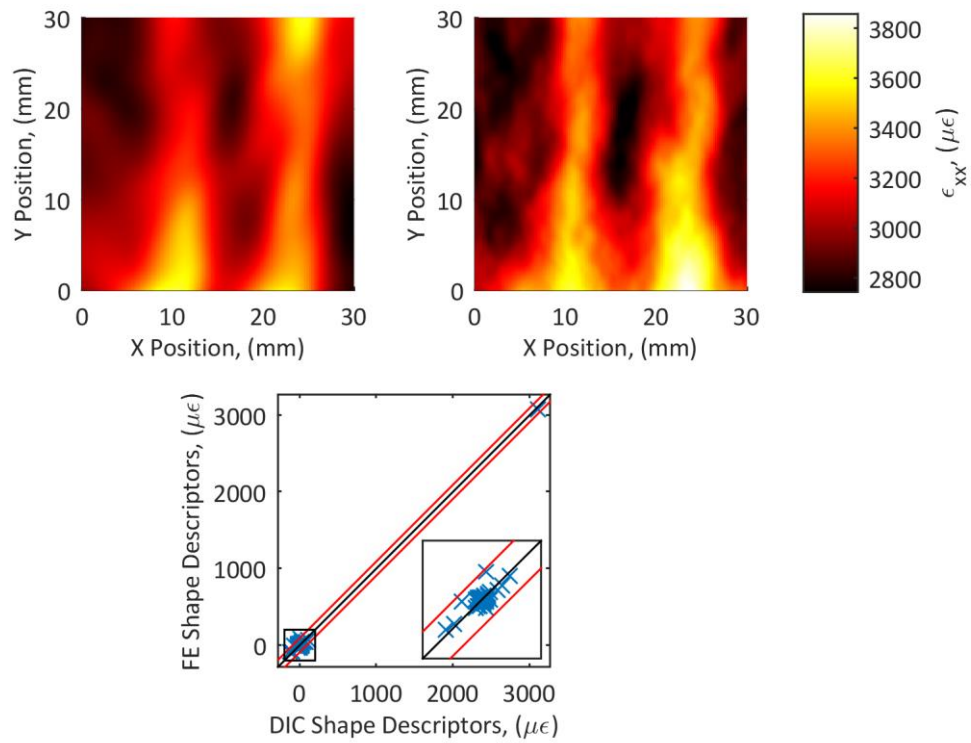 30
20
10
0
Y Position, (mm)
0 10 20 30
X Position, (mm)
30
20
10
0
Y Position, (mm)
0 10 20 30
X Position, (mm)
3800
3600
3400
3200
3000
2800
ϵxx, (μϵ)
3000
2000
1000
0
FE Shape Descriptors, (μϵ)
0 1000 2000 3000
DIC Shape Descriptors, (μϵ)